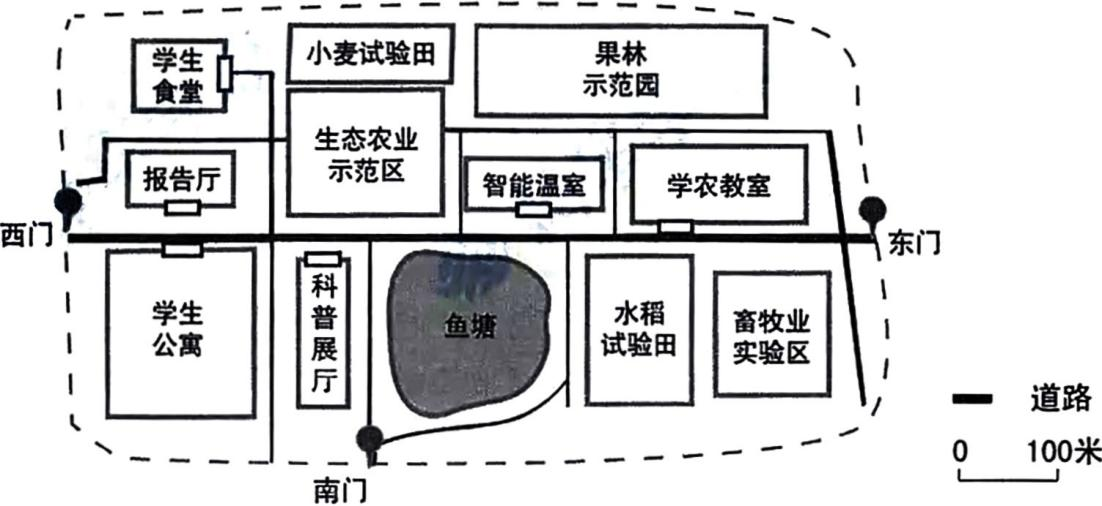 学生
食堂
小麦试验田
果林
示范园
生态农业
示范区
报告厅
智能温室
学农教室
西门
东门
学生
公寓
科
普
展
厅
鱼塘
水稻
试验田
畜牧业
实验区
南门
道路
0 100米